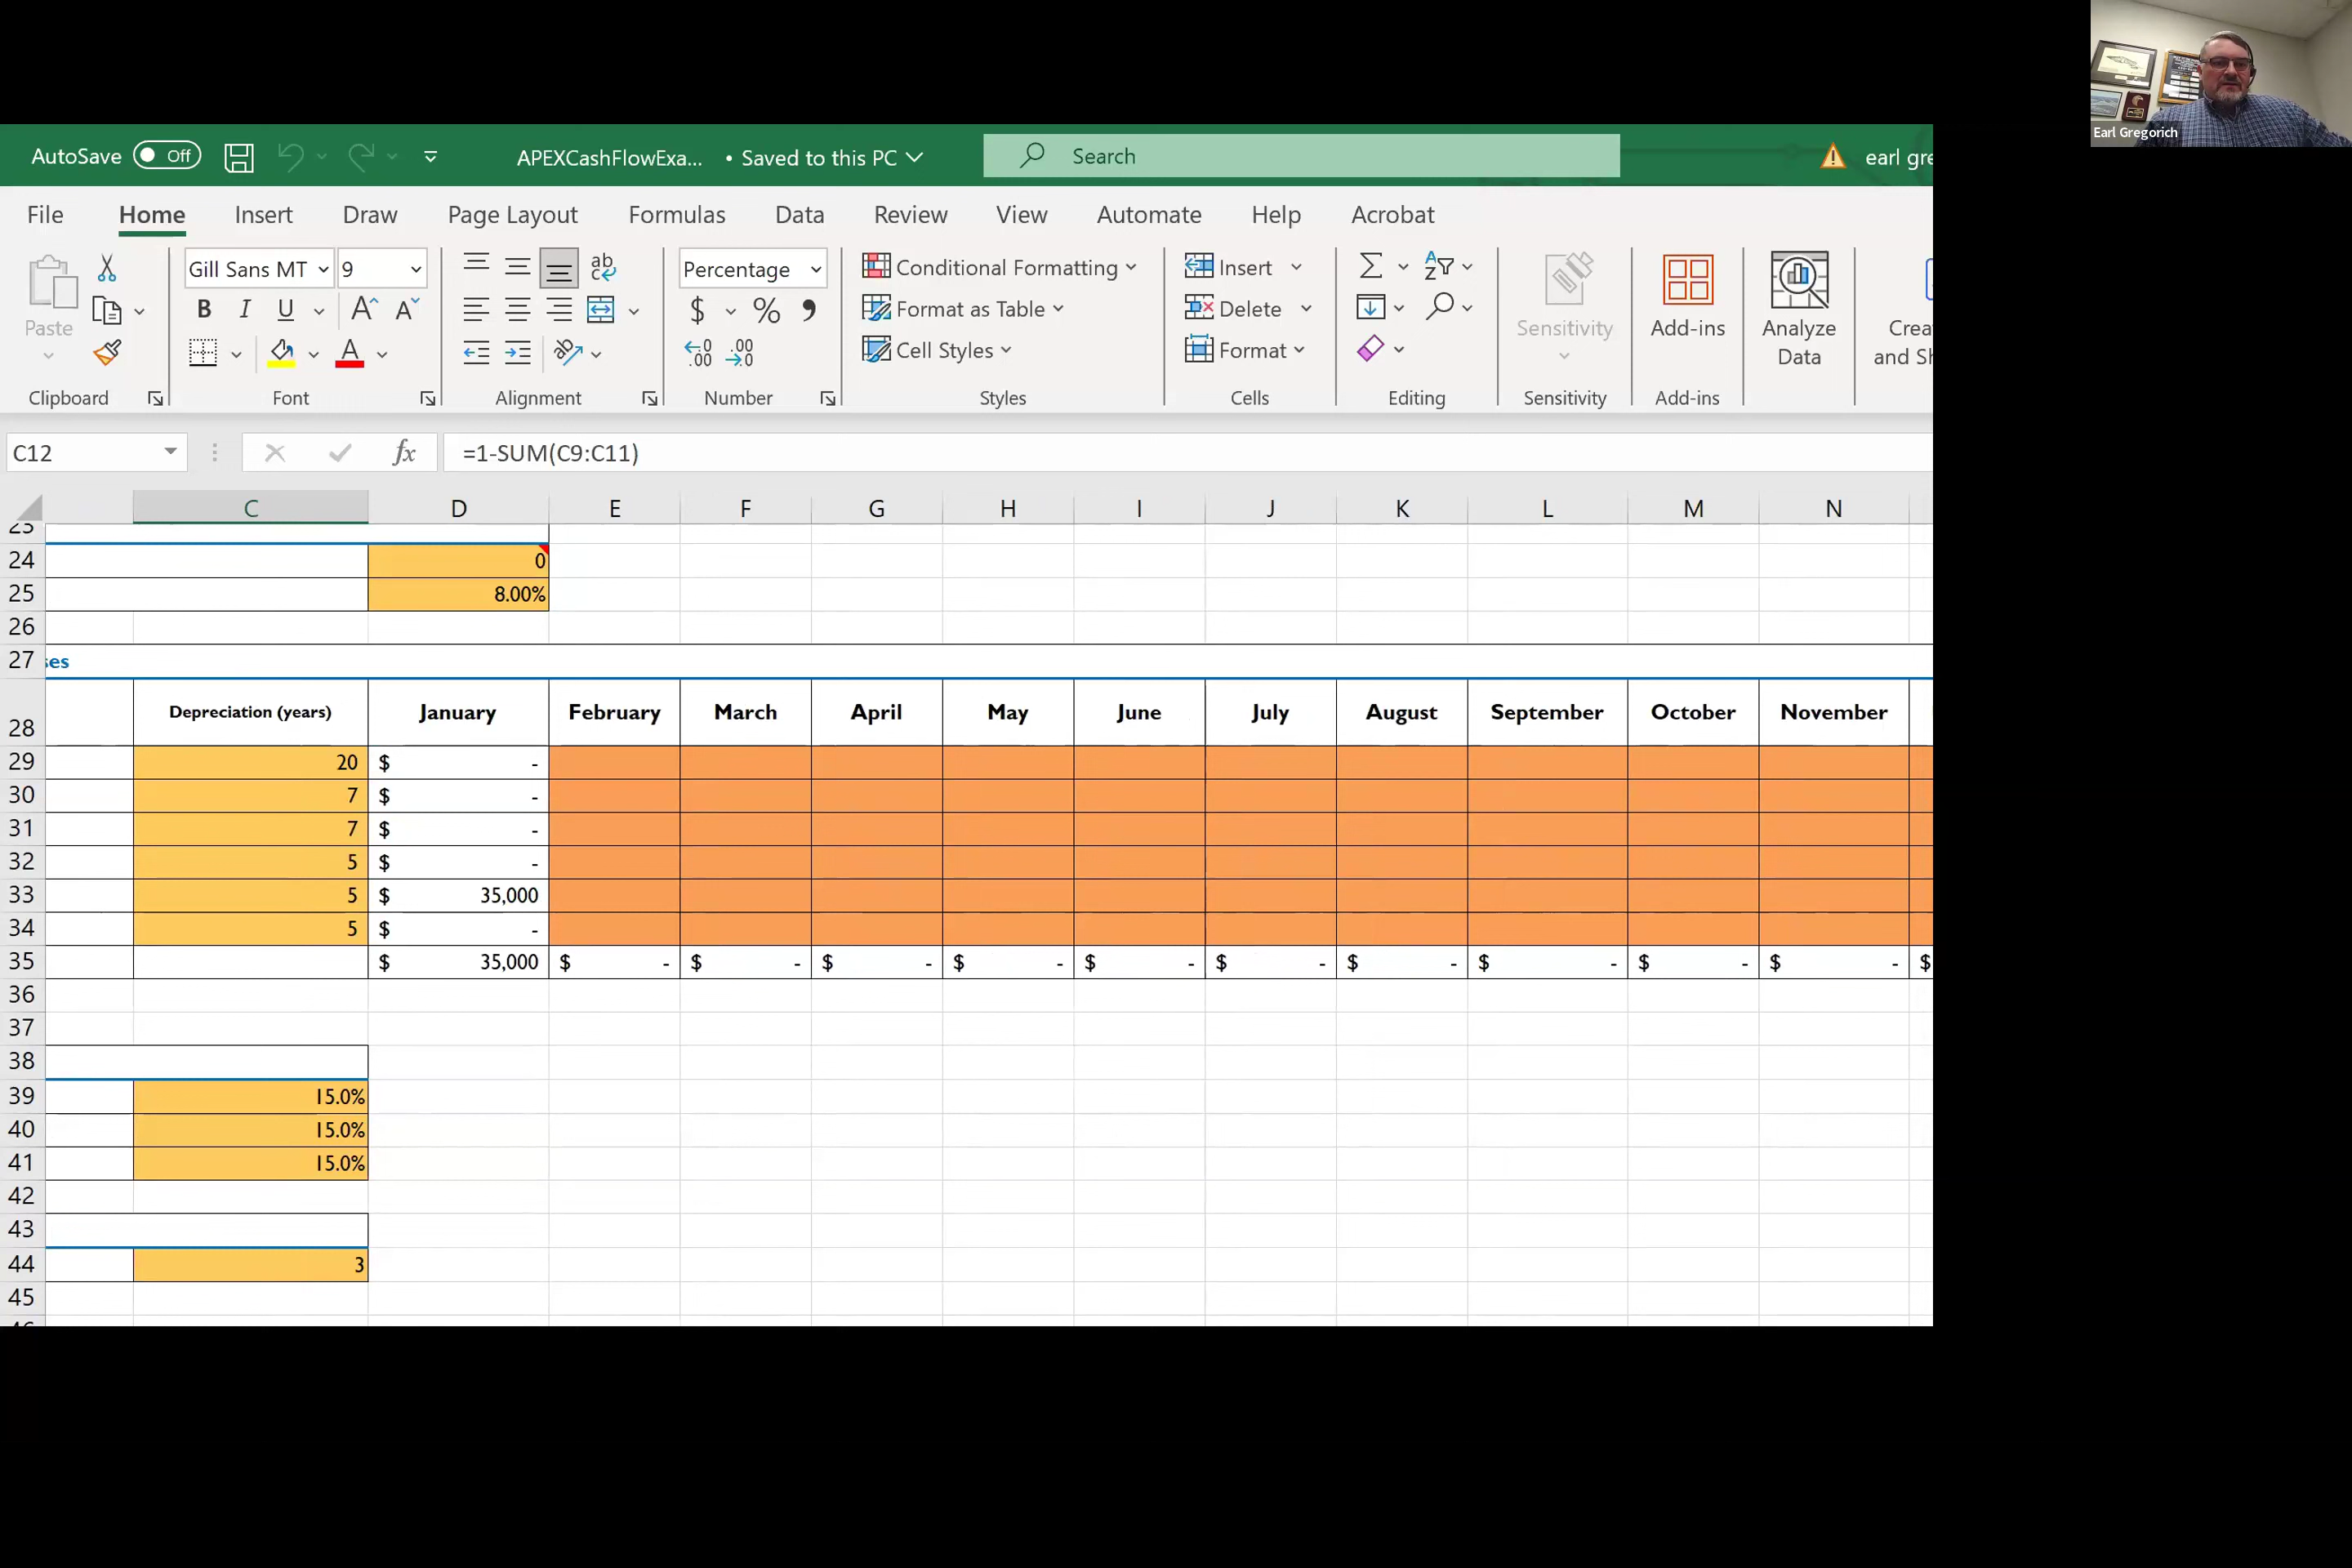 Earl Gregorich
AutoSave Off APEXCashFlowExa... • Saved to this PC Search earl gre
File Home Insert Draw Page Layout Formulas Data Review View Automate Help Acrobat
Paste
Clipboard
Gill Sans MT 9
B I U A A
A
Font
ab
Alignment
Percentage
$ % ,
.00 .00
Number
Conditional Formatting
Format as Table
Cell Styles
Styles
Insert
Delete
Format
Cells
Editing
Sensitivity
Sensitivity
Add-ins
Add-ins
Analyze
Data
Crea
and Sh
C12 fx =1-SUM(C9:C11)
C D E F G H I J K L M N
23
24 0
25 8.00%
26
27 ses
28 Depreciation (years) January February March April May June July August September October November
29 20 $ -
30 7 $ -
31 7 $ -
32 5 $ -
33 5 $ 35,000
34 5 $ -
35 $ 35,000 $ - $ - $ - $ - $ - $ - $ - $ - $ - $ - $
36
37
38
39 15.0%
40 15.0%
41 15.0%
42
43
44 3
45